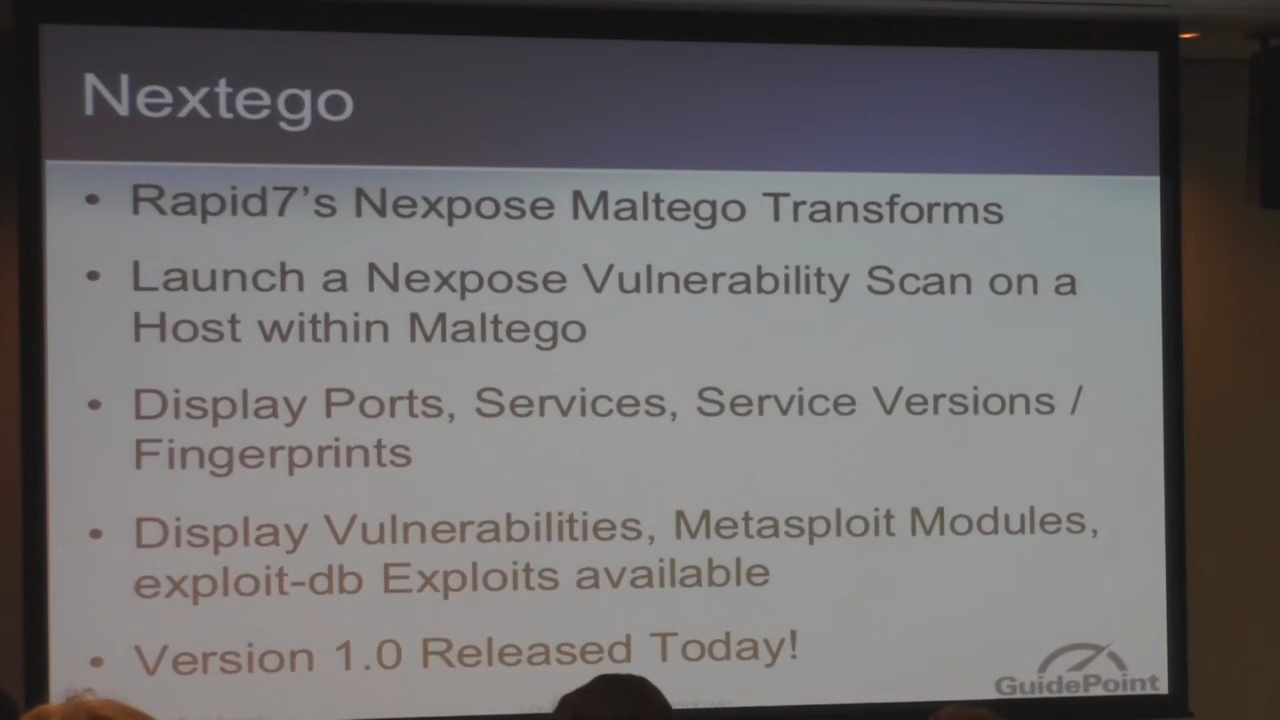 Nextego
• Rapid7's Nexpose Maltego Transforms
• Launch a Nexpose Vulnerability Scan on a
Host within Maltego
• Display Ports, Services, Service Versions /
Fingerprints
• Display Vulnerabilities, Metasploit Modules,
exploit-db Exploits available
• Version 1.0 Released Today!
GuidePoint